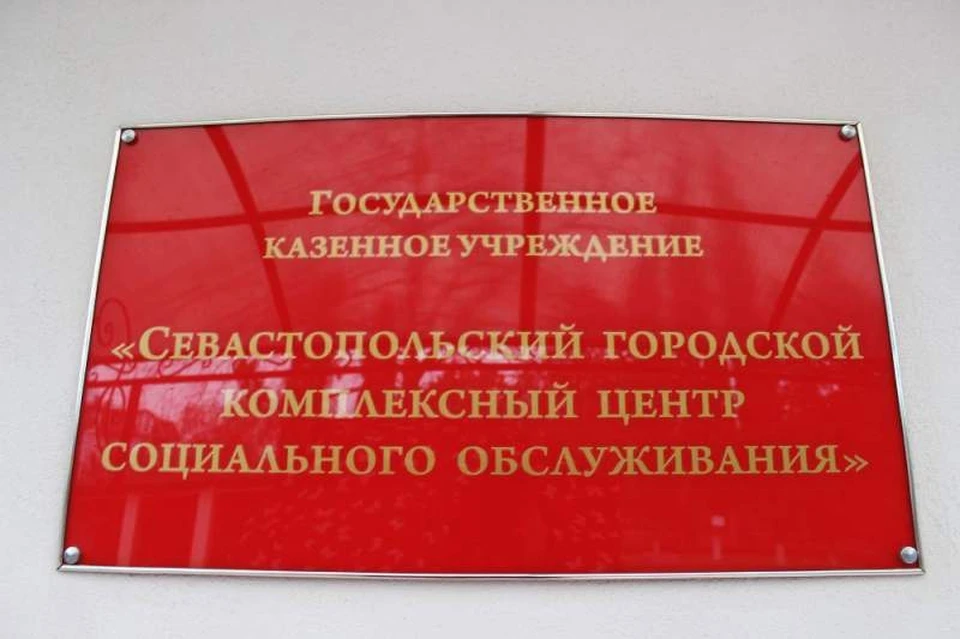 Государственное
казенное учреждение
«Севастопольский городской
комплексный центр
социального обслуживания»